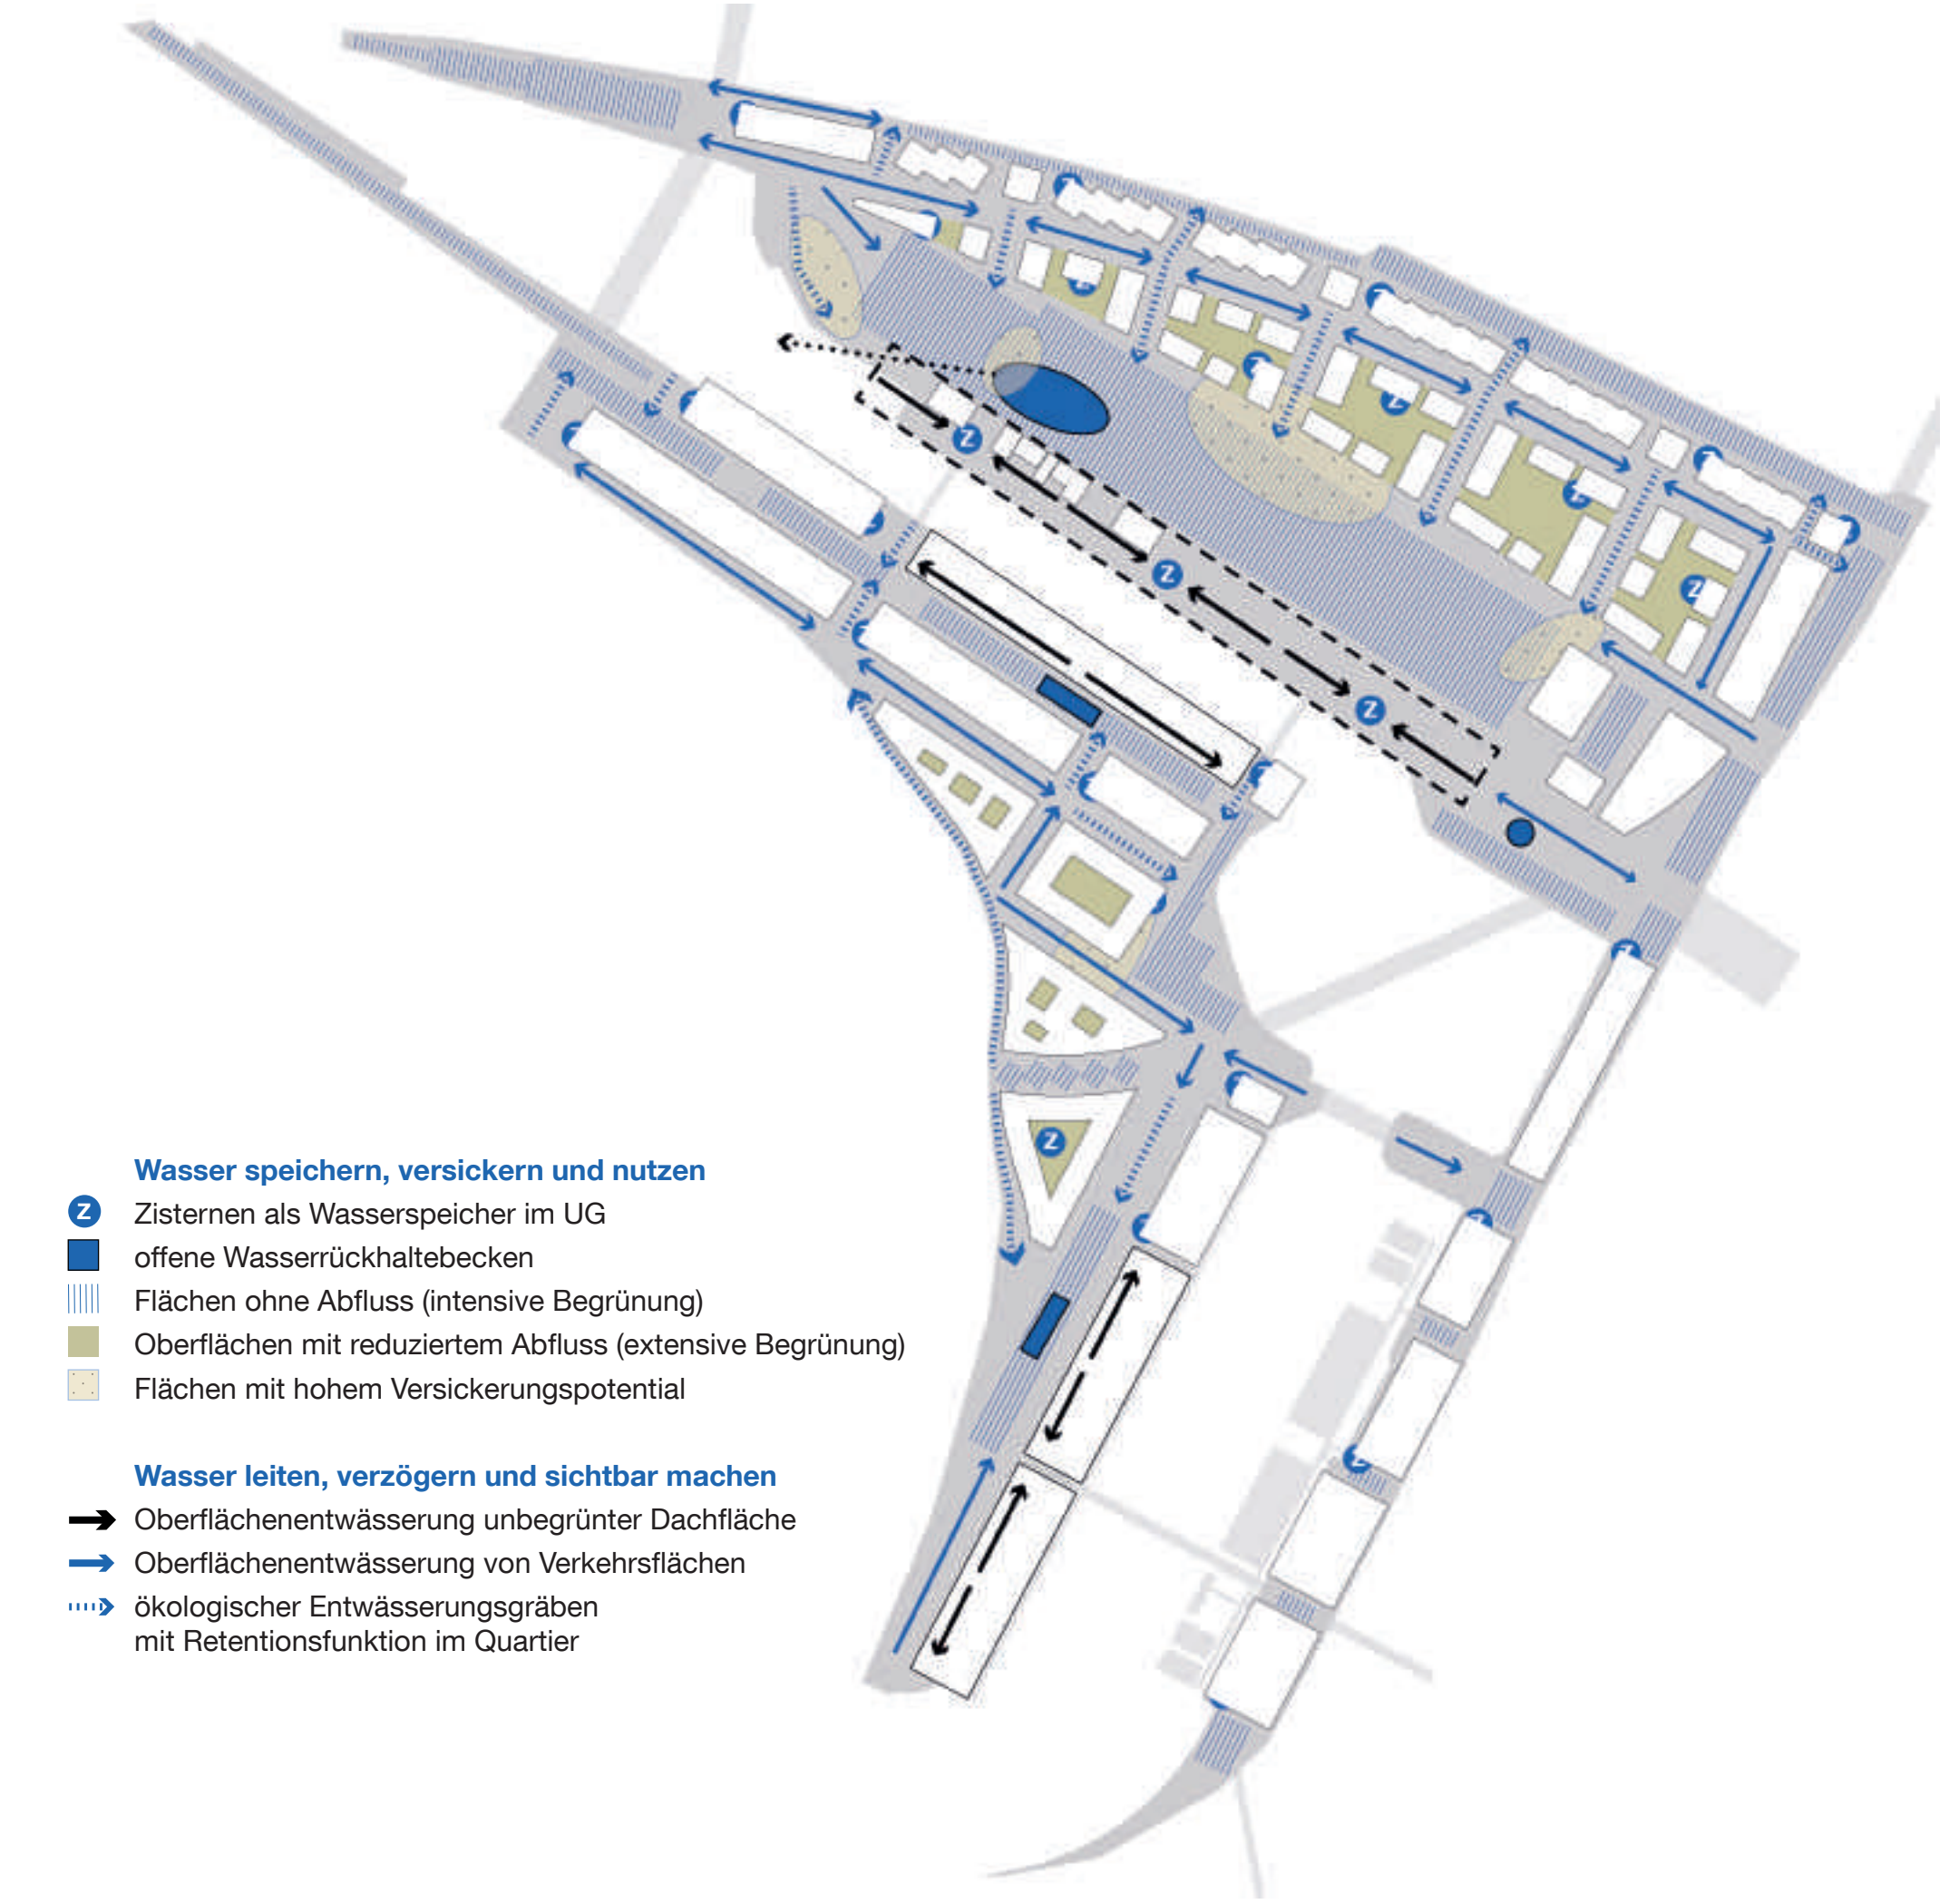 Z
Z
Z
Z
Z
Wasser speichern, versickern und nutzen
Z Zisternen als Wasserspeicher im UG
offene Wasserrückhaltebecken
Flächen ohne Abfluss (intensive Begrünung)
Oberflächen mit reduziertem Abfluss (extensive Begrünung)
Flächen mit hohem Versickerungspotential
Wasser leiten, verzögern und sichtbar machen
Oberflächenentwässerung unbegrünter Dachfläche
Oberflächenentwässerung von Verkehrsflächen
ökologischer Entwässerungsgräben
mit Retentionsfunktion im Quartier